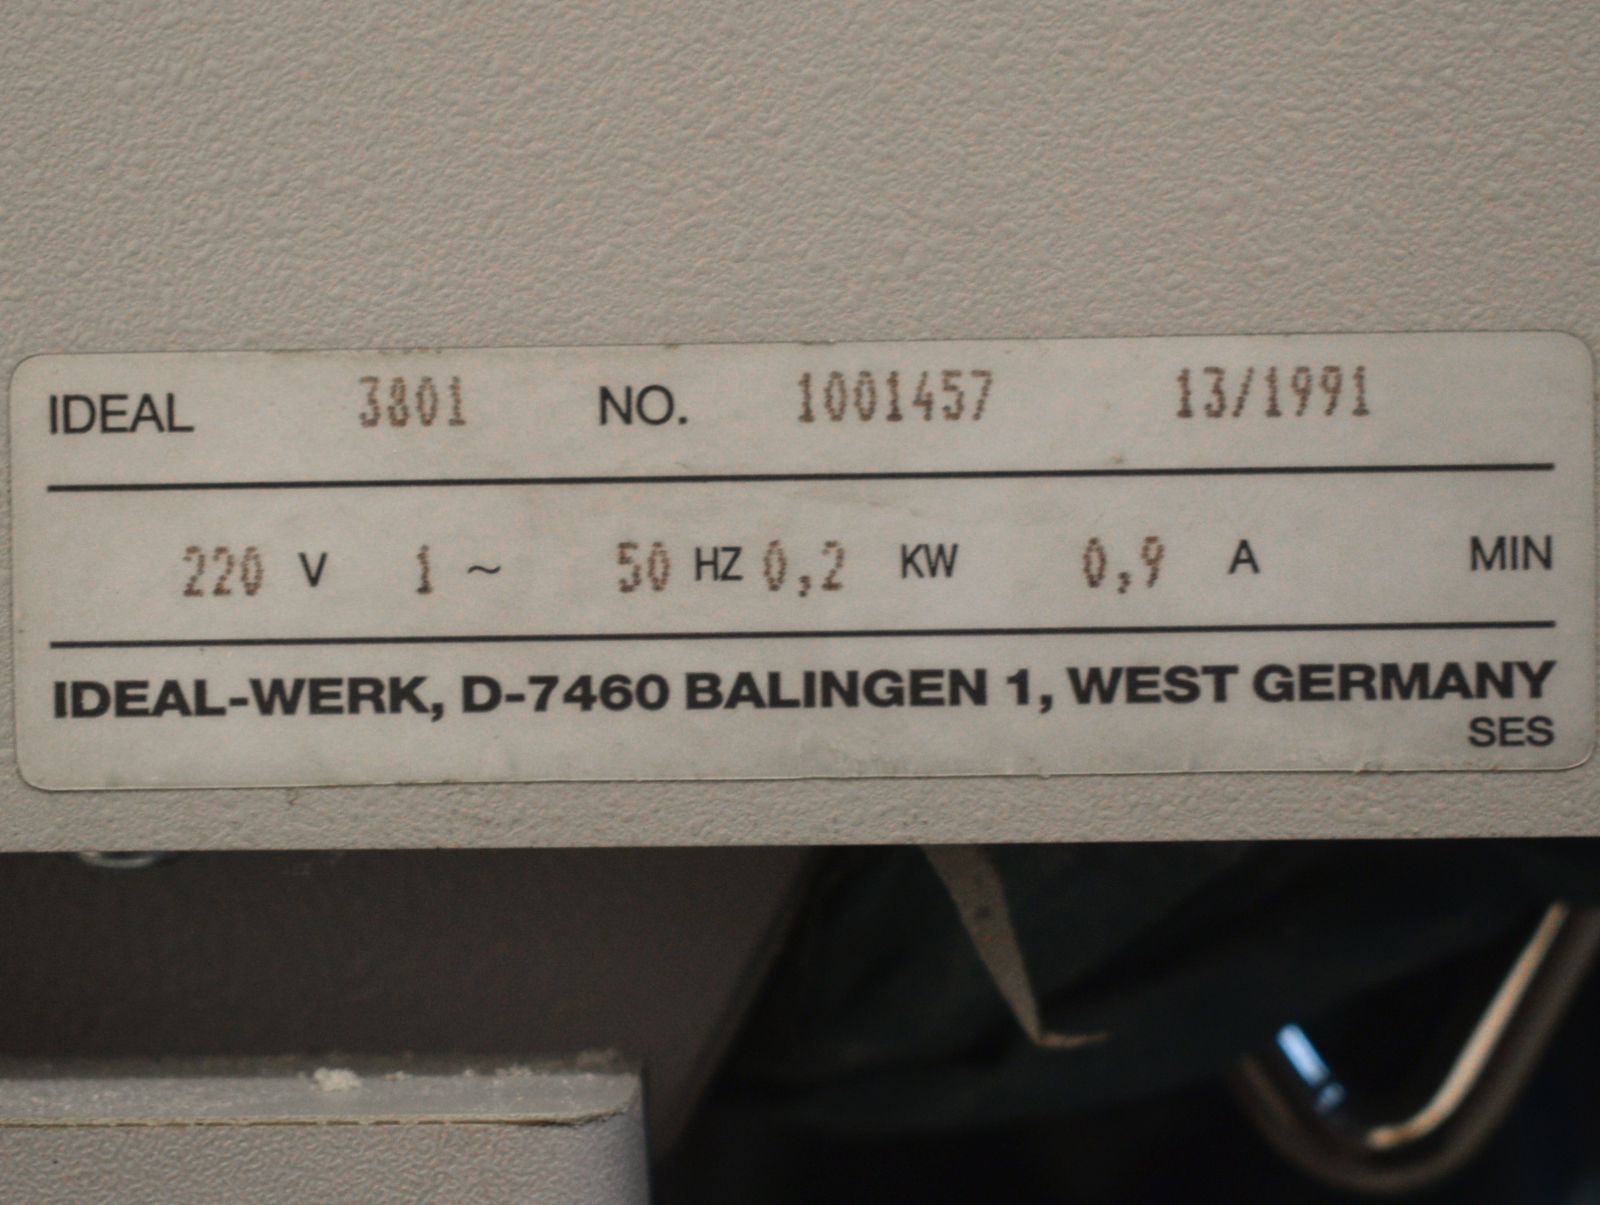 IDEAL 3801 NO. 1001457 13/1991
220 V 1 ~ 50 HZ 0,2 KW 0,9 A MIN
IDEAL-WERK, D-7460 BALINGEN 1, WEST GERMANY
SES